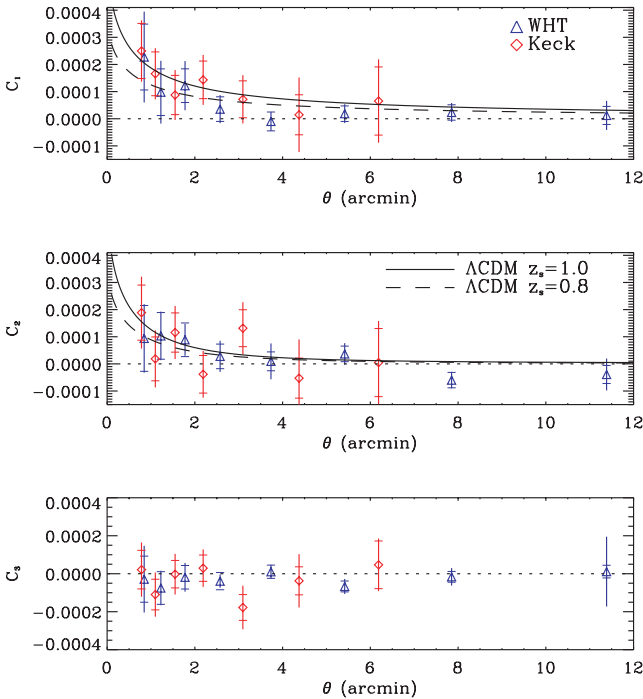 0.0004
0.0003
0.0002
0.0001
0.0000
−0.0001
C₁
WHT
Keck
0 2 4 6 8 10 12
θ (arcmin)
0.0004
0.0003
0.0002
0.0001
0.0000
−0.0001
C₂
ΛCDM zₛ=1.0
ΛCDM zₛ=0.8
0 2 4 6 8 10 12
θ (arcmin)
0.0004
0.0002
0.0000
−0.0002
−0.0004
C₃
0 2 4 6 8 10 12
θ (arcmin)